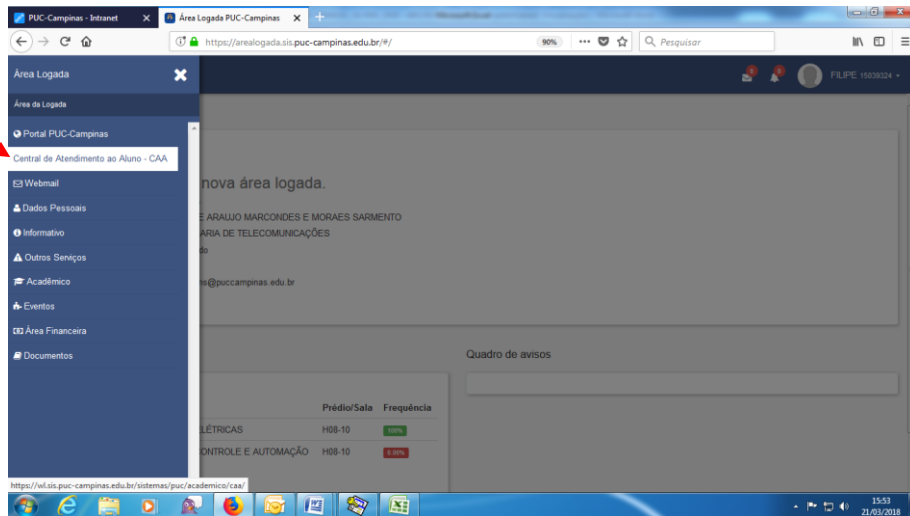 PUC-Campinas - Intranet
Área Logada PUC-Campinas
https://arealogada.sis.puc-campinas.edu.br/#/
90%
Pesquisar
Área Logada
FILIPE 15039324
Área da Logada
Portal PUC-Campinas
Central de Atendimento ao Aluno - CAA
Webmail
nova área logada.
Dados Pessoais
E ARAUJO MARCONDES E MORAES SARMENTO
Informativo
ARIA DE TELECOMUNICAÇÕES
do
Outros Serviços
Acadêmico
ns@puccampinas.edu.br
Eventos
Área Financeira
Documentos
Quadro de avisos
Prédio/Sala Frequência
LÉTRICAS H08-10 100%
CONTROLE E AUTOMAÇÃO H08-10
https://wl.sis.puc-campinas.edu.br/sistemas/puc/academico/caa/
15:53
21/03/2018